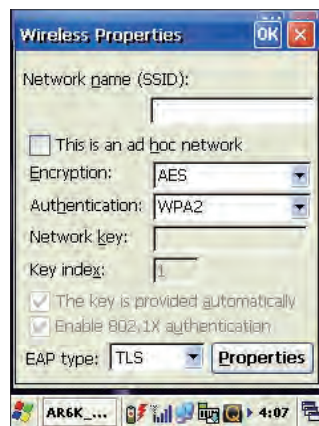 Wireless Properties OK
Network name (SSID):
This is an ad hoc network
Encryption: AES
Authentication: WPA2
Network key:
Key index: 1
The key is provided automatically
Enable 802.1X authentication
EAP type: TLS Properties
AR6K_... 4:07